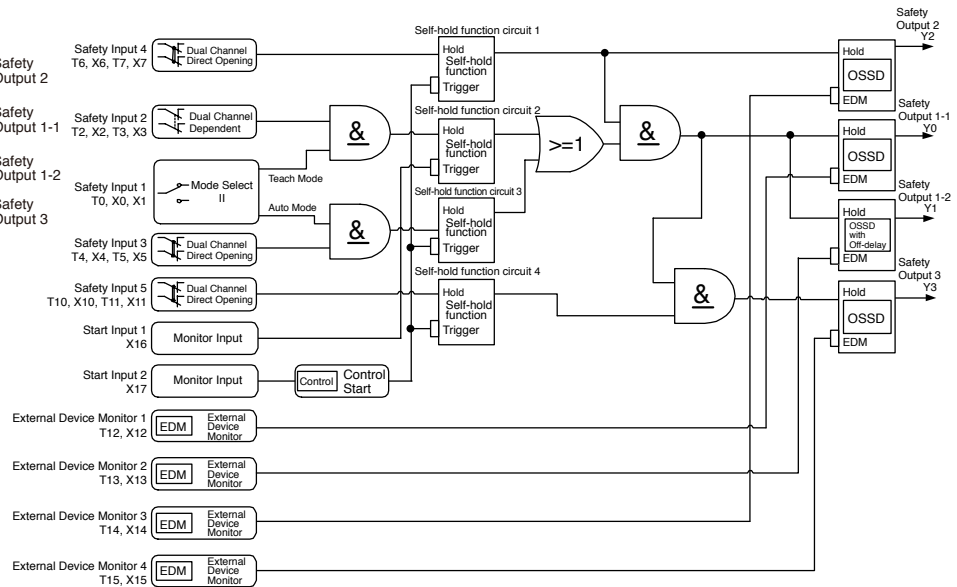 Safety
Output 2
Safety
Output 1-1
Safety
Output 1-2
Safety
Output 3
Safety Input 4
T6, X6, T7, X7
Dual Channel
Direct Opening
Safety Input 2
T2, X2, T3, X3
Dual Channel
Dependent
Safety Input 1
T0, X0, X1
Mode Select
II
Teach Mode
Auto Mode
Safety Input 3
T4, X4, T5, X5
Dual Channel
Direct Opening
Safety Input 5
T10, X10, T11, X11
Dual Channel
Direct Opening
Start Input 1
X16
Monitor Input
Start Input 2
X17
Monitor Input
Control
Control
Start
External Device Monitor 1
T12, X12
EDM
External
Device
Monitor
External Device Monitor 2
T13, X13
EDM
External
Device
Monitor
External Device Monitor 3
T14, X14
EDM
External
Device
Monitor
External Device Monitor 4
T15, X15
EDM
External
Device
Monitor
&
&
Self-hold function circuit 1
Hold
Self-hold
function
Trigger
Self-hold function circuit 2
Hold
Self-hold
function
Trigger
Self-hold function circuit 3
Hold
Self-hold
function
Trigger
Self-hold function circuit 4
Hold
Self-hold
function
Trigger
>=1
&
&
Safety
Output 2
Y2
Hold
OSSD
EDM
Safety
Output 1-1
Y0
Hold
OSSD
EDM
Safety
Output 1-2
Y1
Hold
OSSD
with
Off-delay
EDM
Safety
Output 3
Y3
Hold
OSSD
EDM